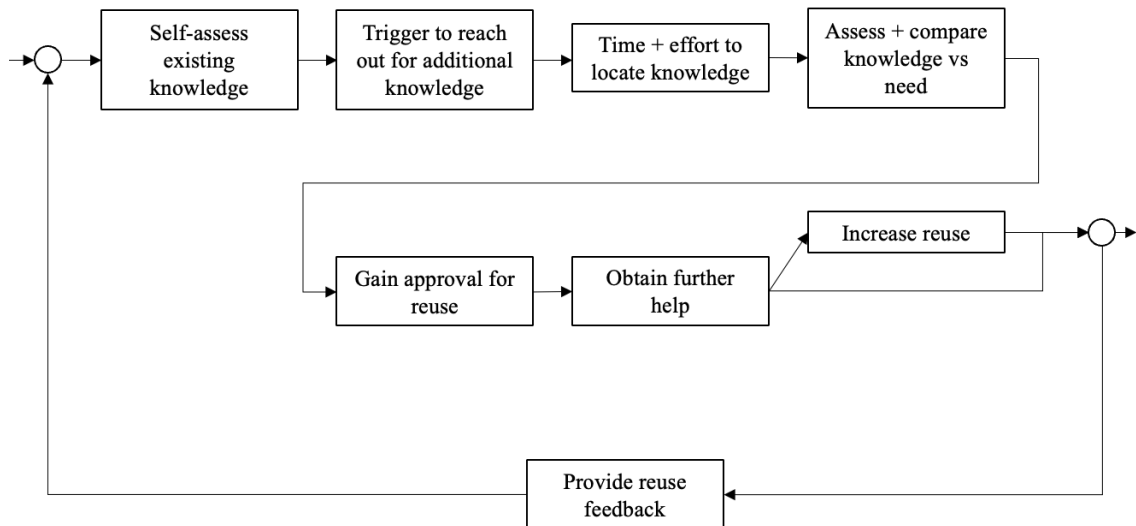 Self-assess
existing
knowledge
Trigger to reach
out for additional
knowledge
Time + effort to
locate knowledge
Assess + compare
knowledge vs
need
Gain approval for
reuse
Obtain further
help
Increase reuse
Provide reuse
feedback